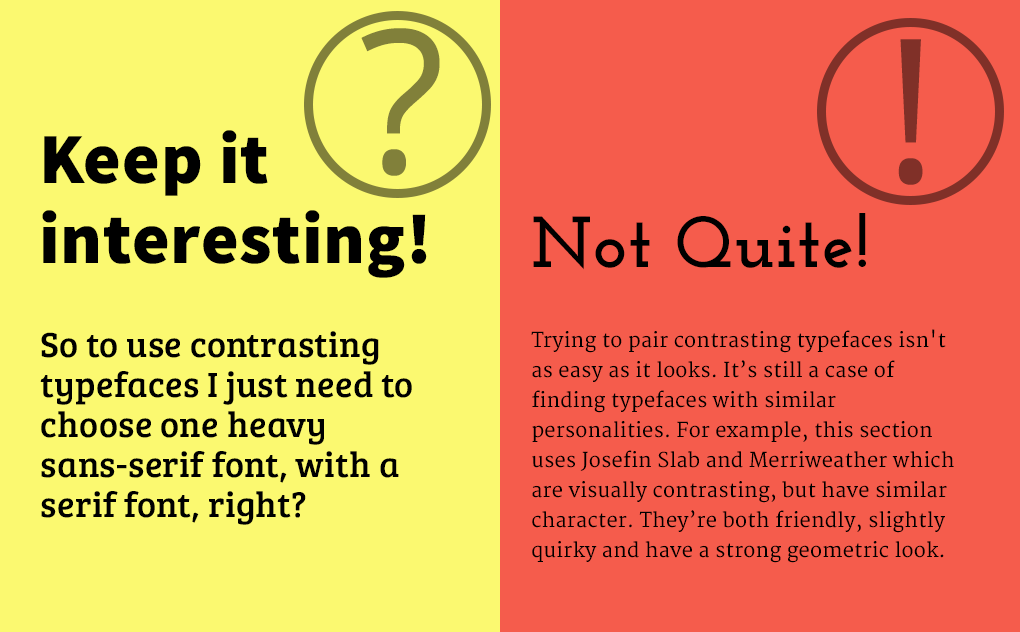 ?
Keep it
interesting!
So to use contrasting
typefaces I just need to
choose one heavy
sans-serif font, with a
serif font, right?
!
Not Quite!
Trying to pair contrasting typefaces isn't
as easy as it looks. It’s still a case of
finding typefaces with similar
personalities. For example, this section
uses Josefin Slab and Merriweather which
are visually contrasting, but have similar
character. They’re both friendly, slightly
quirky and have a strong geometric look.